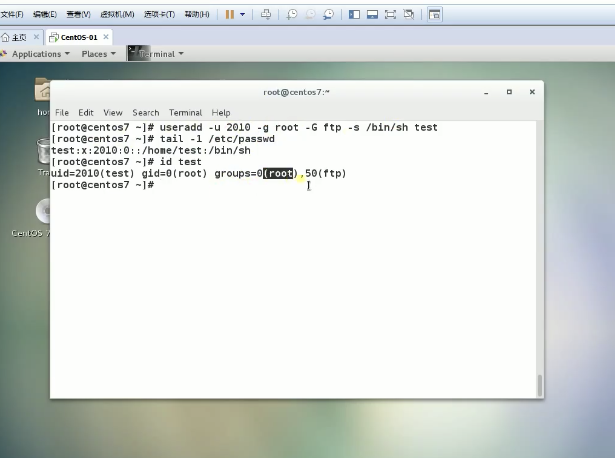 文件(F) 编辑(E) 查看(V) 虚拟机(M) 选项卡(T) 帮助(H)
主页 CentOS-01
Applications Places Terminal
root@centos7:~
File Edit View Search Terminal Help
[root@centos7 ~]# useradd -u 2010 -g root -G ftp -s /bin/sh test
[root@centos7 ~]# tail -1 /etc/passwd
test:x:2010:0::/home/test:/bin/sh
[root@centos7 ~]# id test
uid=2010(test) gid=0(root) groups=0(root),50(ftp)
[root@centos7 ~]#